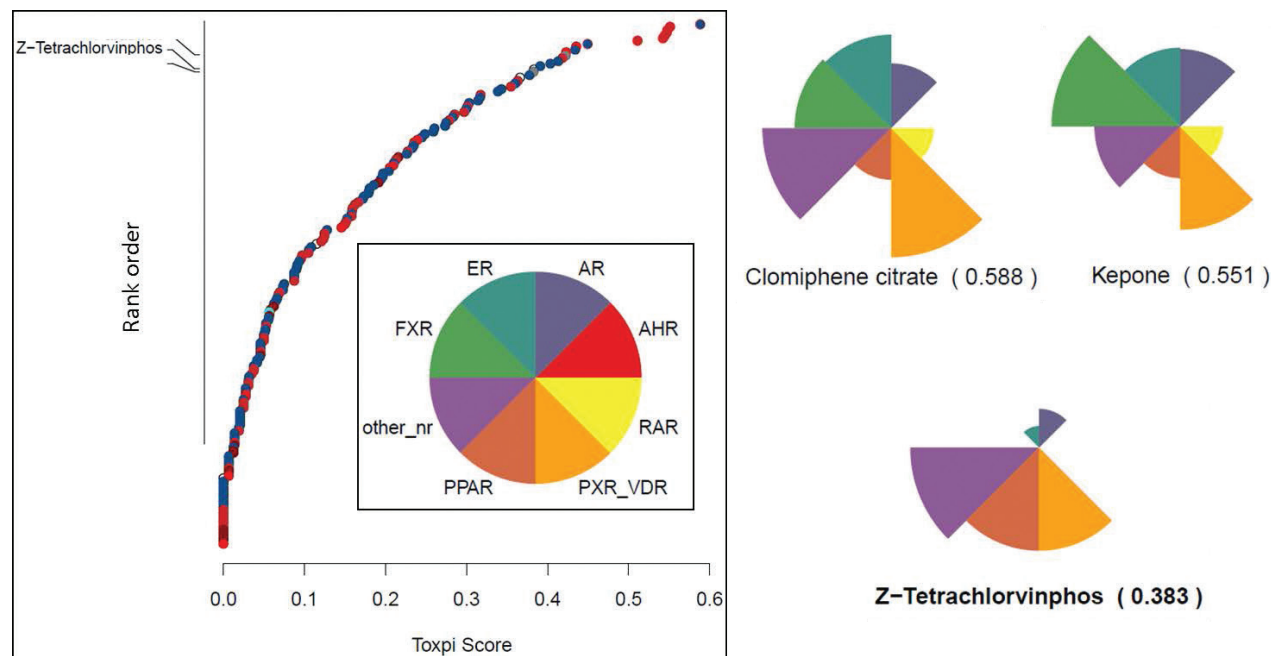 Z−Tetrachlorvinphos
Rank order
ER
AR
FXR
AHR
other_nr
RAR
PPAR
PXR_VDR
0.0
0.1
0.2
0.3
0.4
0.5
0.6
Toxpi Score
Clomiphene citrate ( 0.588 )
Kepone ( 0.551 )
Z−Tetrachlorvinphos ( 0.383 )